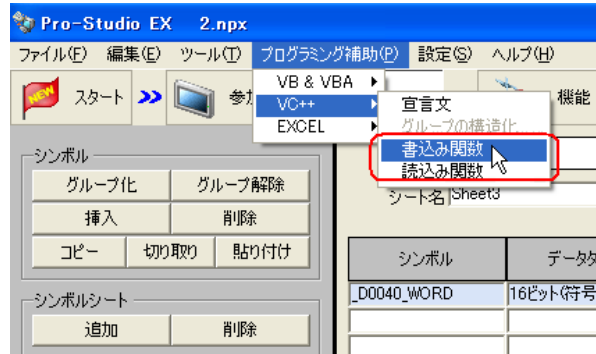 Pro-Studio EX 2.npx
ファイル(F) 編集(E) ツール(T) プログラミング補助(P) 設定(S) ヘルプ(H)
NEW スタート
機能
VB & VBA
VC++
EXCEL
宣言文
グループの構造化...
書込み関数
読込み関数
シンボル
グループ化 グループ解除
挿入 削除
コピー 切り取り 貼り付け
シンボルシート
追加 削除
シート名 Sheet3
シンボル
_D0040_WORD 16ビット(符号